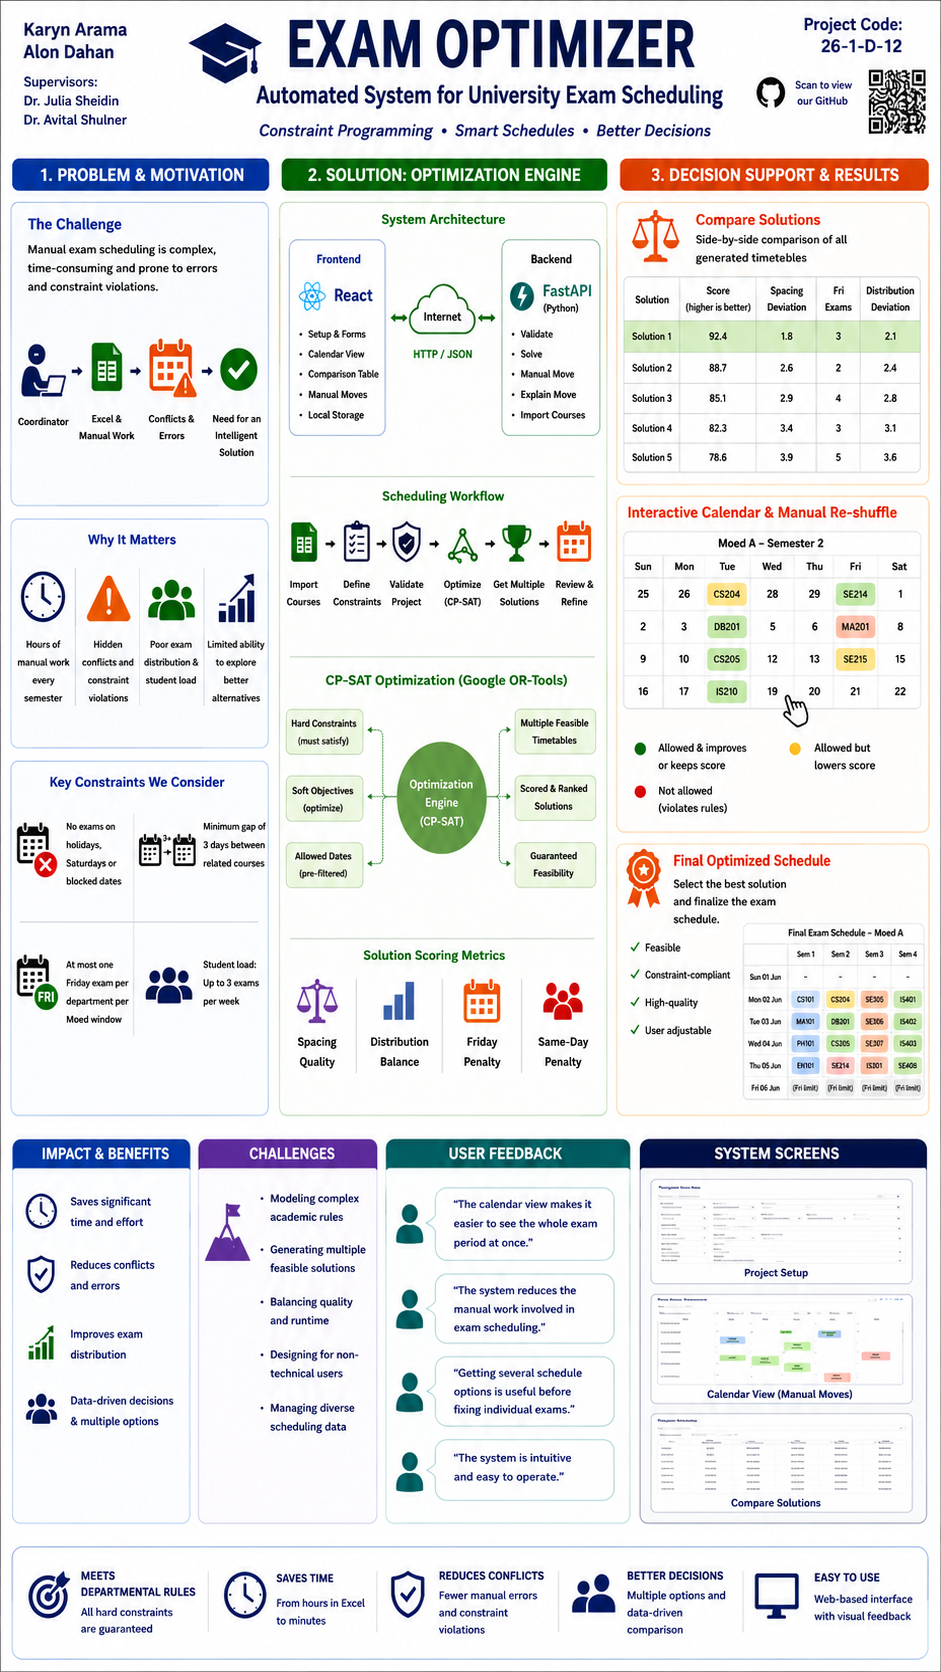 Karyn Arama
Alon Dahan
Supervisors:
Dr. Julia Sheidin
Dr. Avital Shulner
EXAM OPTIMIZER
Automated System for University Exam Scheduling
Constraint Programming • Smart Schedules • Better Decisions
Project Code:
26-1-D-12
Scan to view
our GitHub
1. PROBLEM & MOTIVATION
The Challenge
Manual exam scheduling is complex,
time-consuming and prone to errors
and constraint violations.
Coordinator
Excel &
Manual Work
Conflicts &
Errors
Need for an
Intelligent
Solution
Why It Matters
Hours of
manual work
every
semester
Hidden
conflicts and
constraint
violations
Poor exam
distribution &
student load
Limited ability
to explore
better
alternatives
Key Constraints We Consider
No exams on
holidays,
Saturdays or
blocked dates
3+
Minimum gap of
3 days between
related courses
FRI
At most one
Friday exam per
department per
Moed window
Student load:
Up to 3 exams
per week
2. SOLUTION: OPTIMIZATION ENGINE
System Architecture
Frontend
React
• Setup & Forms
• Calendar View
• Comparison Table
• Manual Moves
• Local Storage
Internet
HTTP / JSON
Backend
FastAPI
(Python)
• Validate
• Solve
• Manual Move
• Explain Move
• Import Courses
Scheduling Workflow
Import
Courses
Define
Constraints
Validate
Project
Optimize
(CP-SAT)
Get Multiple
Solutions
Review &
Refine
CP-SAT Optimization (Google OR-Tools)
Hard Constraints
(must satisfy)
Soft Objectives
(optimize)
Allowed Dates
(pre-filtered)
Optimization
Engine
(CP-SAT)
Multiple Feasible
Timetables
Scored & Ranked
Solutions
Guaranteed
Feasibility
Solution Scoring Metrics
Spacing
Quality
Distribution
Balance
Friday
Penalty
Same-Day
Penalty
3. DECISION SUPPORT & RESULTS
Compare Solutions
Side-by-side comparison of all
generated timetables
Solution Score (higher is better) Spacing Deviation Fri Exams Distribution Deviation
Solution 1 92.4 1.8 3 2.1
Solution 2 88.7 2.6 2 2.4
Solution 3 85.1 2.9 4 2.8
Solution 4 82.3 3.4 3 3.1
Solution 5 78.6 3.9 5 3.6
Interactive Calendar & Manual Re-shuffle
Moed A – Semester 2
Sun Mon Tue Wed Thu Fri Sat
25 26 CS204 28 29 SE214 1
2 3 DB201 5 6 MA201 8
9 10 CS205 12 13 SE215 15
16 17 IS210 19 20 21 22
Allowed & improves
or keeps score
Allowed but
lowers score
Not allowed
(violates rules)
Final Optimized Schedule
Select the best solution
and finalize the exam
schedule.
✓ Feasible
✓ Constraint-compliant
✓ High-quality
✓ User adjustable
Final Exam Schedule – Moed A
Sem 1 Sem 2 Sem 3 Sem 4
Sun 01 Jun - - - -
Mon 02 Jun CS101 CS204 SE305 IS401
Tue 03 Jun MA101 DB201 SE306 IS402
Wed 04 Jun PH101 CS205 SE307 IS403
Thu 05 Jun EN101 SE214 IS301 SE408
Fri 06 Jun (Fri limit) (Fri limit) (Fri limit) (Fri limit)
IMPACT & BENEFITS
Saves significant
time and effort
Reduces conflicts
and errors
Improves exam
distribution
Data-driven decisions
& multiple options
CHALLENGES
• Modeling complex
academic rules
• Generating multiple
feasible solutions
• Balancing quality
and runtime
• Designing for non-
technical users
• Managing diverse
scheduling data
USER FEEDBACK
“The calendar view makes it
easier to see the whole exam
period at once.”
“The system reduces the
manual work involved in
exam scheduling.”
“Getting several schedule
options is useful before
fixing individual exams.”
“The system is intuitive
and easy to operate.”
SYSTEM SCREENS
Project Setup
Calendar View (Manual Moves)
Compare Solutions
MEETS
DEPARTMENTAL RULES
All hard constraints
are guaranteed
SAVES TIME
From hours in Excel
to minutes
REDUCES CONFLICTS
Fewer manual errors
and constraint
violations
BETTER DECISIONS
Multiple options and
data-driven
comparison
EASY TO USE
Web-based interface
with visual feedback